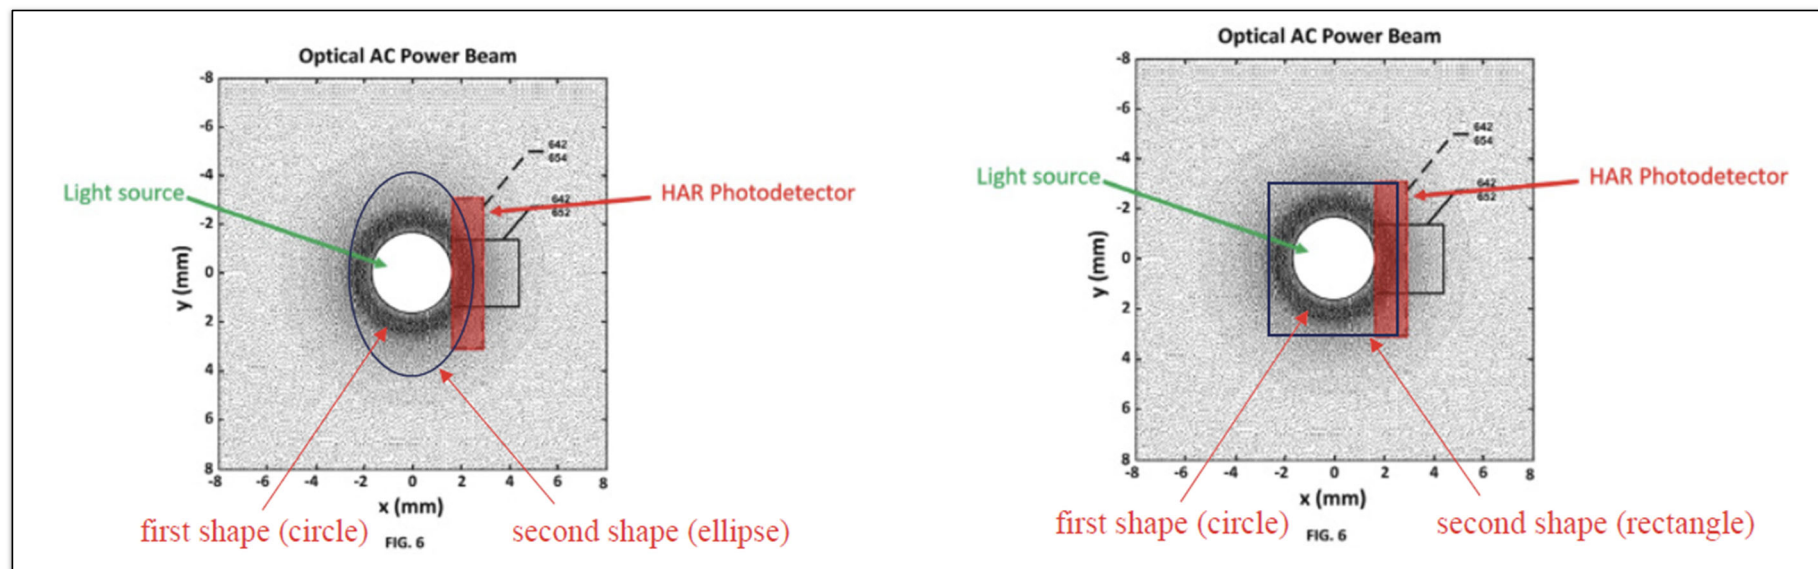 Optical AC Power Beam
-8
-6
-4
-2
0
2
4
6
8
y (mm)
-8 -6 -4 -2 0 2 4 6 8
x (mm)
642
654
642
652
Light source
HAR Photodetector
first shape (circle)
second shape (ellipse)
FIG. 6
Optical AC Power Beam
-8
-6
-4
-2
0
2
4
6
8
y (mm)
-8 -6 -4 -2 0 2 4 6 8
x (mm)
642
654
642
652
Light source
HAR Photodetector
first shape (circle)
second shape (rectangle)
FIG. 6